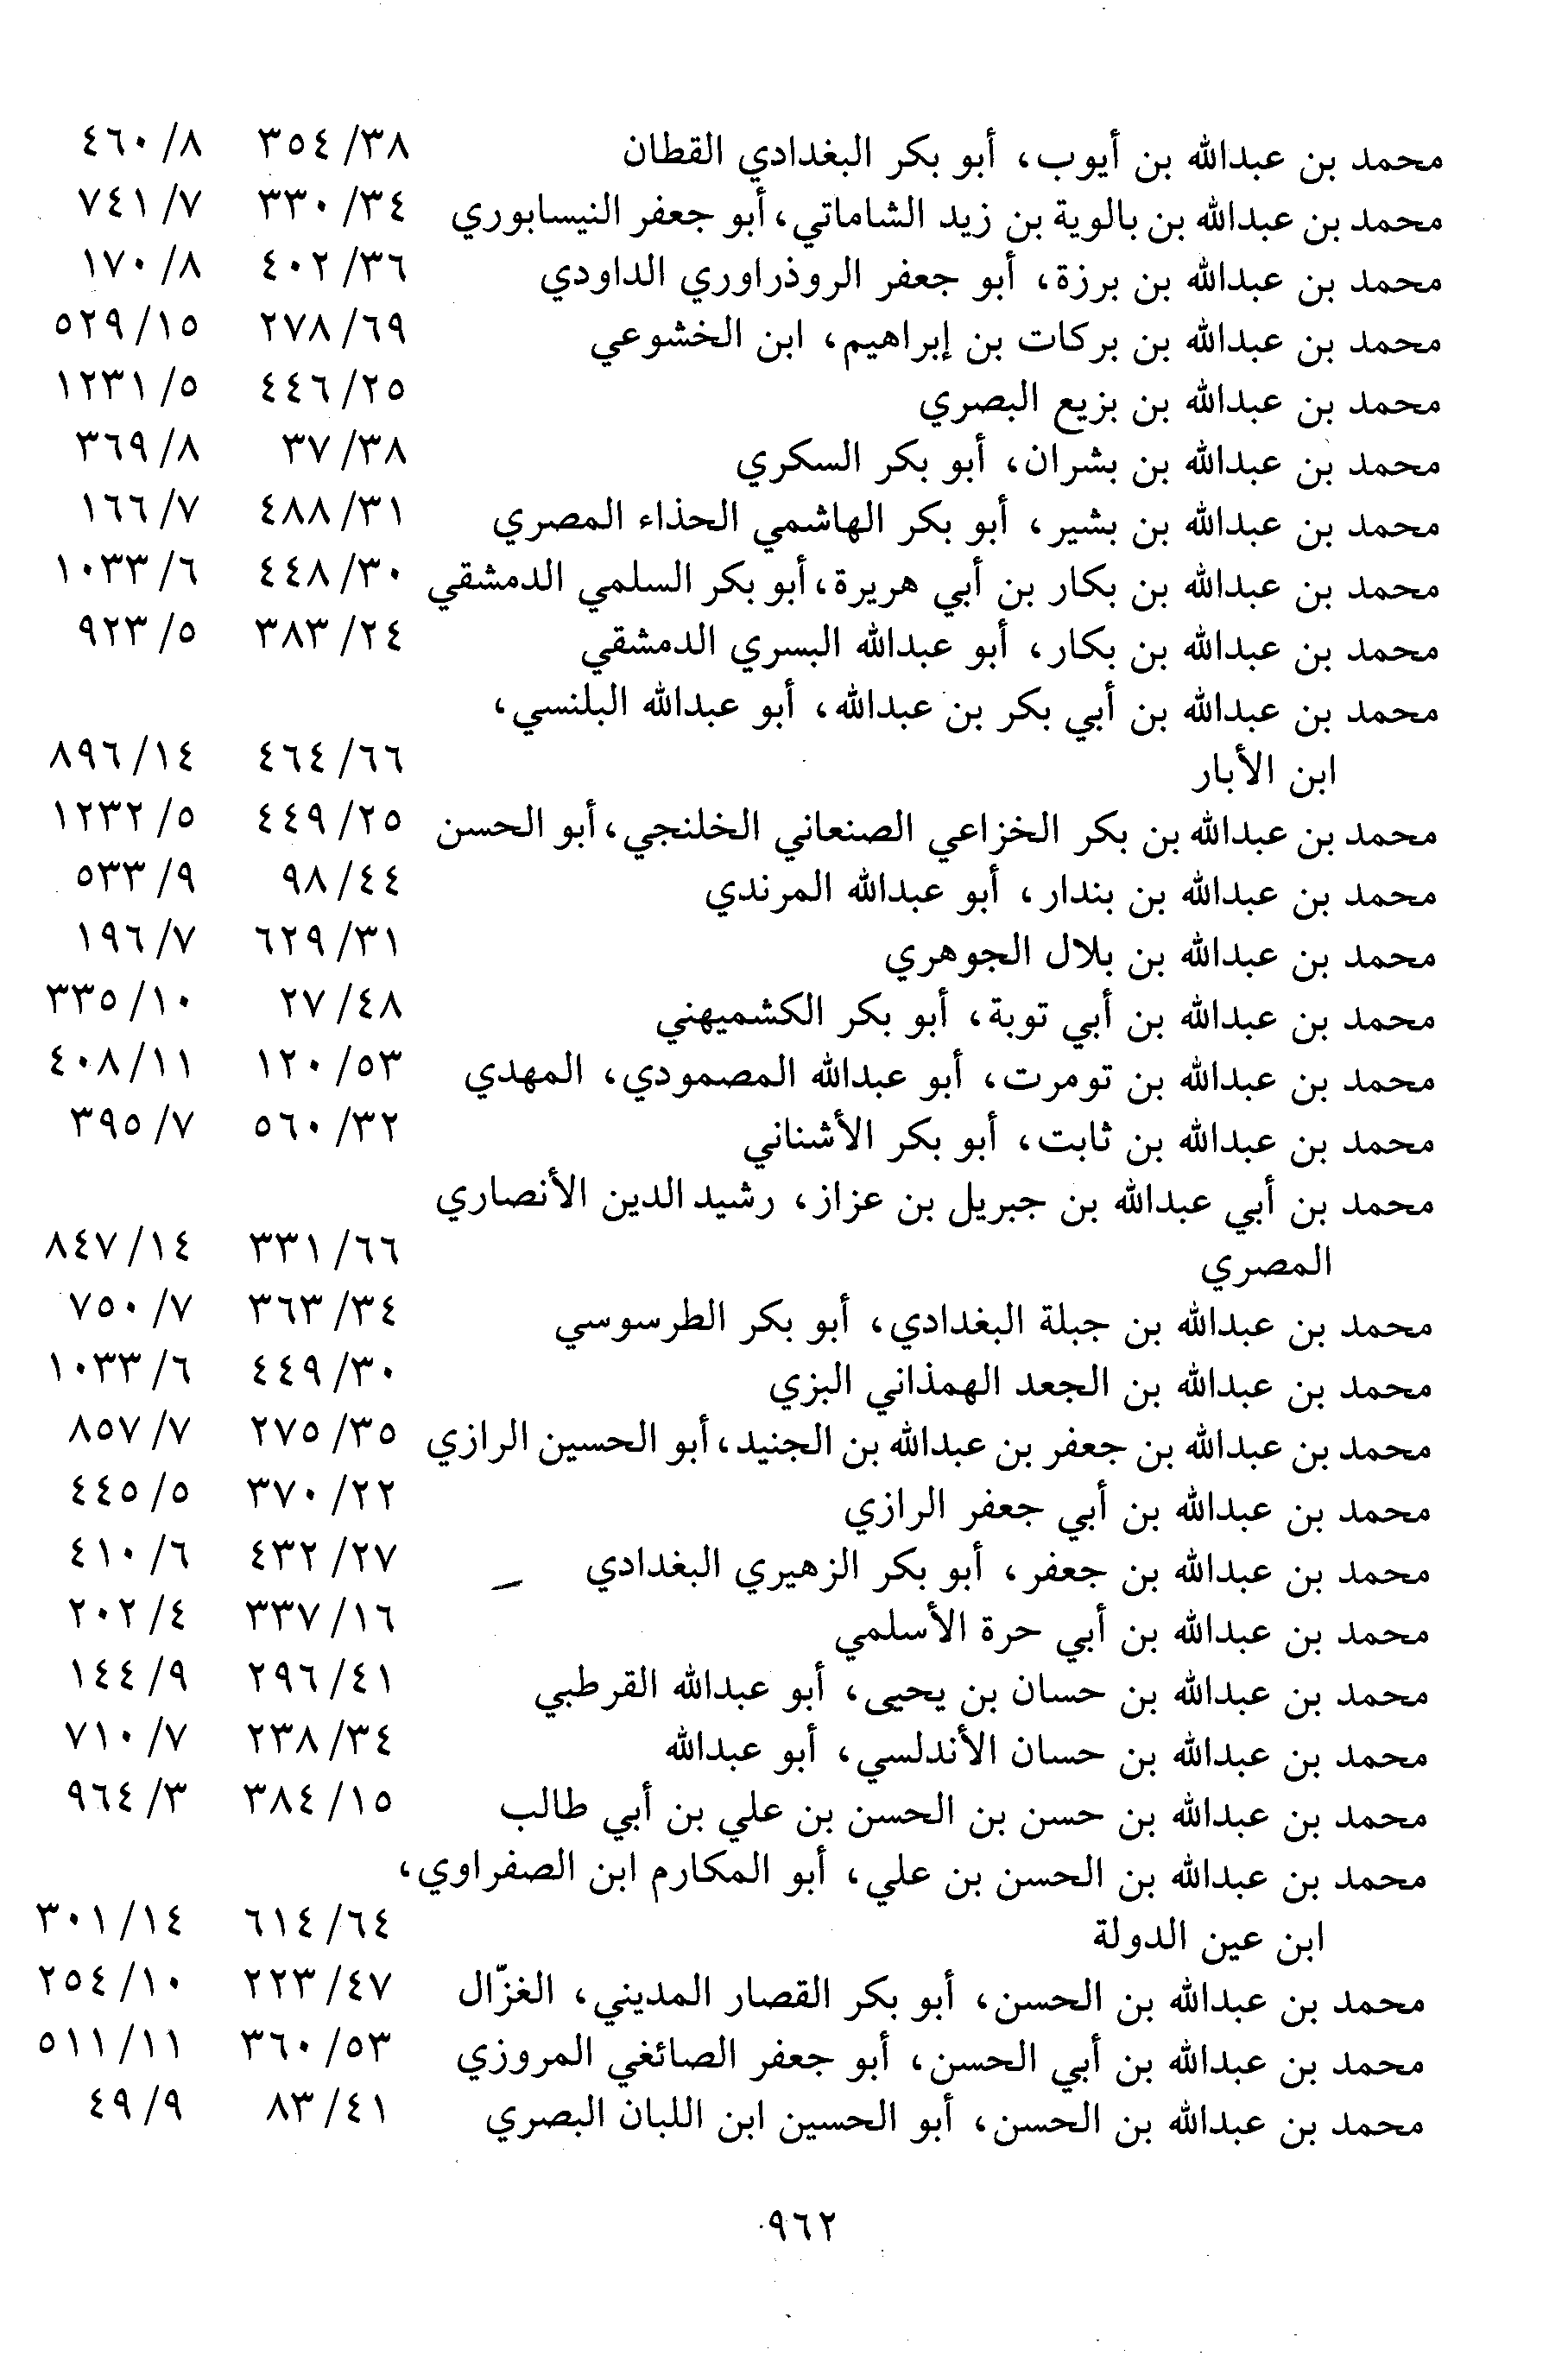 محمد بن عبدالله بن أيوب، أبو بكر البغدادي القطان ٣٨/ ٣٥٤ ٨/ ٤٦٠
محمد بن عبدالله بن بالوية بن زيد الشاماتي، أبو جعفر النيسابوري ٣٤/ ٣٣٠ ٧/ ٧٤١
محمد بن عبدالله بن برزة، أبو جعفر الروذراوري الداودي ٣٦/ ٤٠٢ ٨/ ١٧٠
محمد بن عبدالله بن بركات بن إبراهيم، ابن الخشوعي ٦٩/ ٢٧٨ ١٥/ ٥٢٩
محمد بن عبدالله بن بزيع البصري ٢٥/ ٤٤٦ ٥/ ١٢٣١
محمد بن عبدالله بن بشران، أبو بكر السكري ٣٨/ ٣٧ ٨/ ٣٦٩
محمد بن عبدالله بن بشير، أبو بكر الهاشمي الحذاء المصري ٣١/ ٤٨٨ ٧/ ١٦٦
محمد بن عبدالله بن بكار بن أبي هريرة، أبو بكر السلمي الدمشقي ٣٠/ ٤٤٨ ٦/ ١٠٣٣
محمد بن عبدالله بن بكار، أبو عبدالله البسري الدمشقي ٢٤/ ٣٨٣ ٥/ ٩٢٣
محمد بن عبدالله بن أبي بكر بن عبدالله، أبو عبدالله البلنسي،
ابن الأبار ٦٦/ ٤٦٤ ١٤/ ٨٩٦
محمد بن عبدالله بن بكر الخزاعي الصنعاني الخلنجي، أبو الحسن ٢٥/ ٤٤٩ ٥/ ١٢٣٢
محمد بن عبدالله بن بندار، أبو عبدالله المرندي ٤٤/ ٩٨ ٩/ ٥٣٣
محمد بن عبدالله بن بلال الجوهري ٣١/ ٦٢٩ ٧/ ١٩٦
محمد بن عبدالله بن أبي توبة، أبو بكر الكشميهني ٤٨/ ٢٧ ١٠/ ٣٣٥
محمد بن عبدالله بن تومرت، أبو عبدالله المصمودي، المهدي ٥٣/ ١٢٠ ١١/ ٤٠٨
محمد بن عبدالله بن ثابت، أبو بكر الأشناني ٣٢/ ٥٦٠ ٧/ ٣٩٥
محمد بن أبي عبدالله بن جبريل بن عزاز، رشيد الدين الأنصاري
المصري ٦٦/ ٣٣١ ١٤/ ٨٤٧
محمد بن عبدالله بن جبلة البغدادي، أبو بكر الطرسوسي ٣٤/ ٣٦٣ ٧/ ٧٥٠
محمد بن عبدالله بن الجعد الهمذاني البزي ٣٠/ ٤٤٩ ٦/ ١٠٣٣
محمد بن عبدالله بن جعفر بن عبدالله بن الجنيد، أبو الحسين الرازي ٣٥/ ٢٧٥ ٧/ ٨٥٧
محمد بن عبدالله بن أبي جعفر الرازي ٢٢/ ٣٧٠ ٥/ ٤٤٥
محمد بن عبدالله بن جعفر، أبو بكر الزهيري البغدادي ٢٧/ ٤٣٢ ٦/ ٤١٠
محمد بن عبدالله بن أبي حرة الأسلمي ١٦/ ٣٣٧ ٤/ ٢٠٢
محمد بن عبدالله بن حسان بن يحيى، أبو عبدالله القرطبي ٤١/ ٢٩٦ ٩/ ١٤٤
محمد بن عبدالله بن حسان الأندلسي، أبو عبدالله ٣٤/ ٢٣٨ ٧/ ٧١٠
محمد بن عبدالله بن حسن بن الحسن بن علي بن أبي طالب ١٥/ ٣٨٤ ٣/ ٩٦٤
محمد بن عبدالله بن الحسن بن علي، أبو المكارم ابن الصفراوي،
ابن عين الدولة ٦٤/ ٦١٤ ١٤/ ٣٠١
محمد بن عبدالله بن الحسن، أبو بكر القصار المديني، الغزّال ٤٧/ ٢٢٣ ١٠/ ٢٥٤
محمد بن عبدالله بن أبي الحسن، أبو جعفر الصائغي المروزي ٥٣/ ٣٦٠ ١١/ ٥١١
محمد بن عبدالله بن الحسن، أبو الحسين ابن اللبان البصري ٤١/ ٨٣ ٩/ ٤٩
٩٦٢